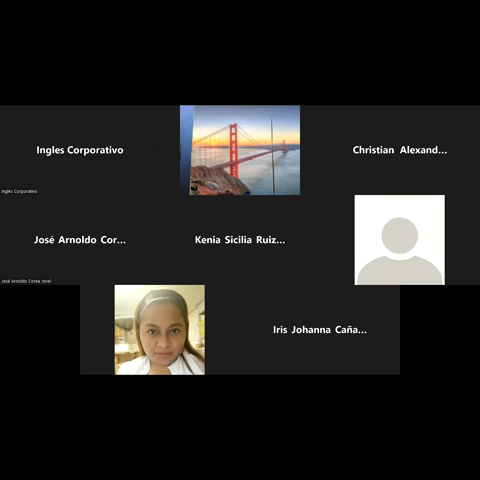 Ingles Corporativo
Christian Alexand...
Ingles Corporativo
José Arnoldo Cor...
Kenia Sicilia Ruiz...
José Arnoldo Corea Jovel
Iris Johanna Caña...